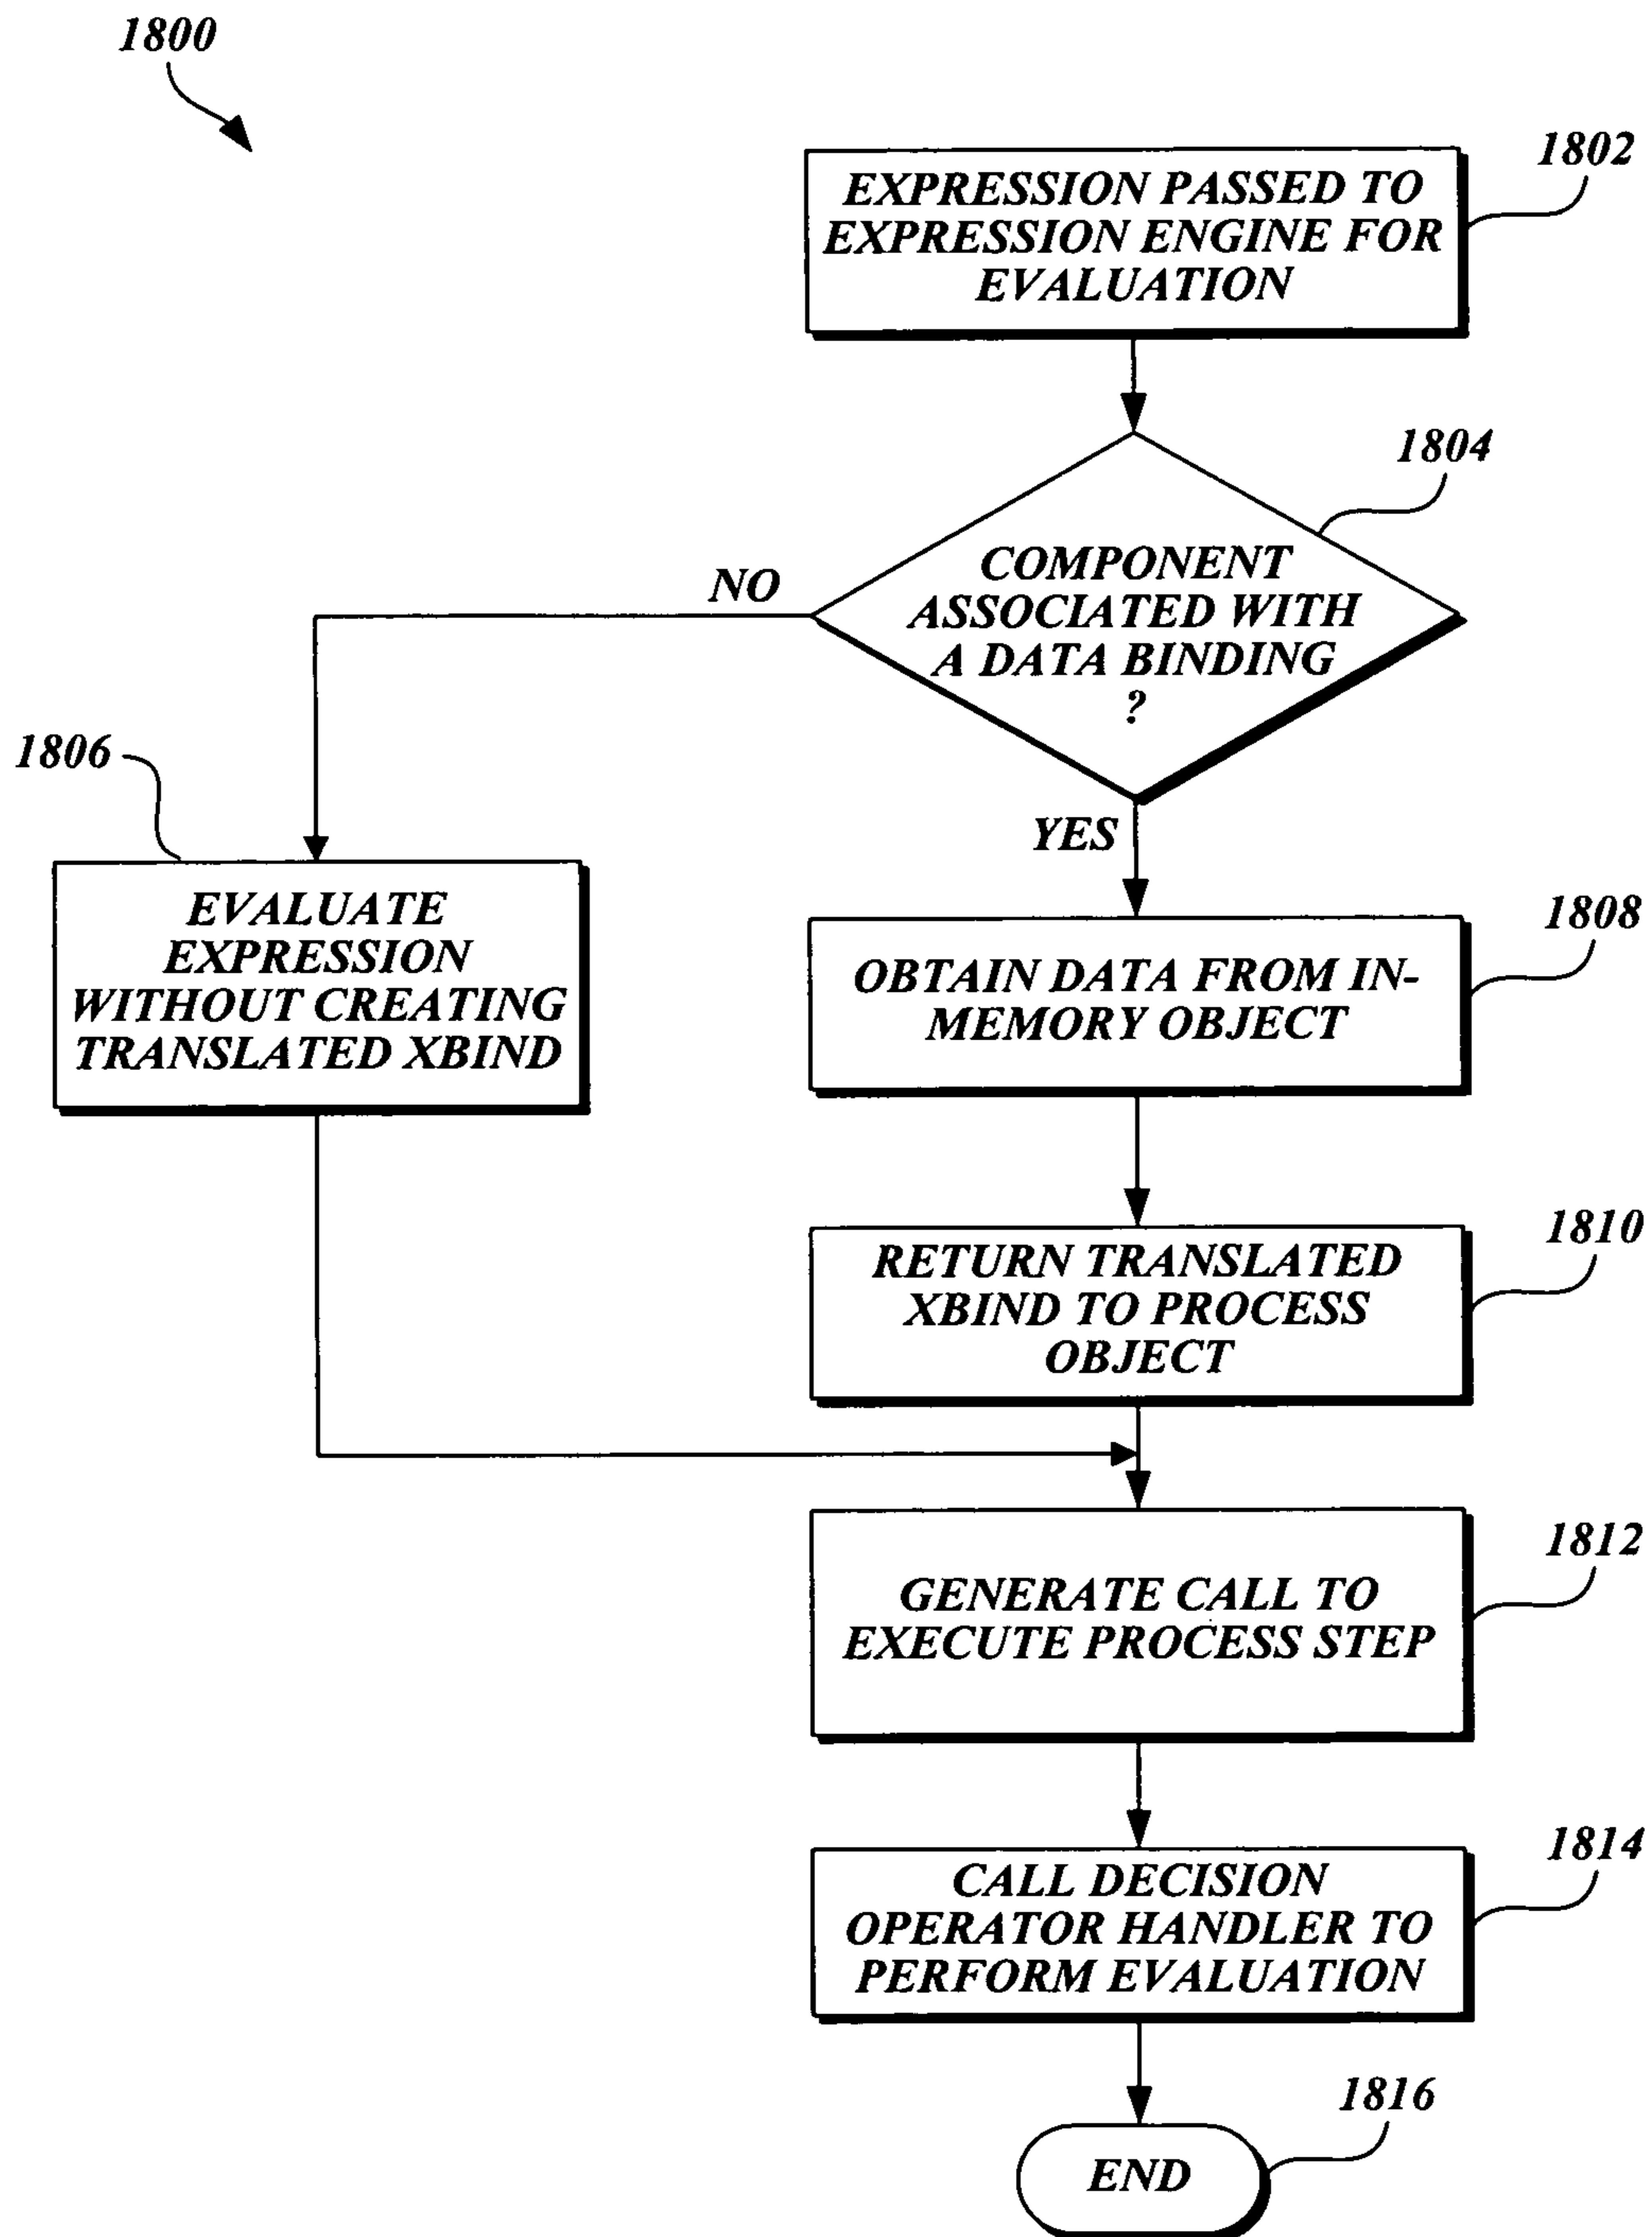 1800
1802
EXPRESSION PASSED TO
EXPRESSION ENGINE FOR
EVALUATION
1804
COMPONENT
ASSOCIATED WITH
A DATA BINDING
?
NO
YES
1806
EVALUATE
EXPRESSION
WITHOUT CREATING
TRANSLATED XBIND
1808
OBTAIN DATA FROM IN-
MEMORY OBJECT
1810
RETURN TRANSLATED
XBIND TO PROCESS
OBJECT
1812
GENERATE CALL TO
EXECUTE PROCESS STEP
1814
CALL DECISION
OPERATOR HANDLER TO
PERFORM EVALUATION
1816
END